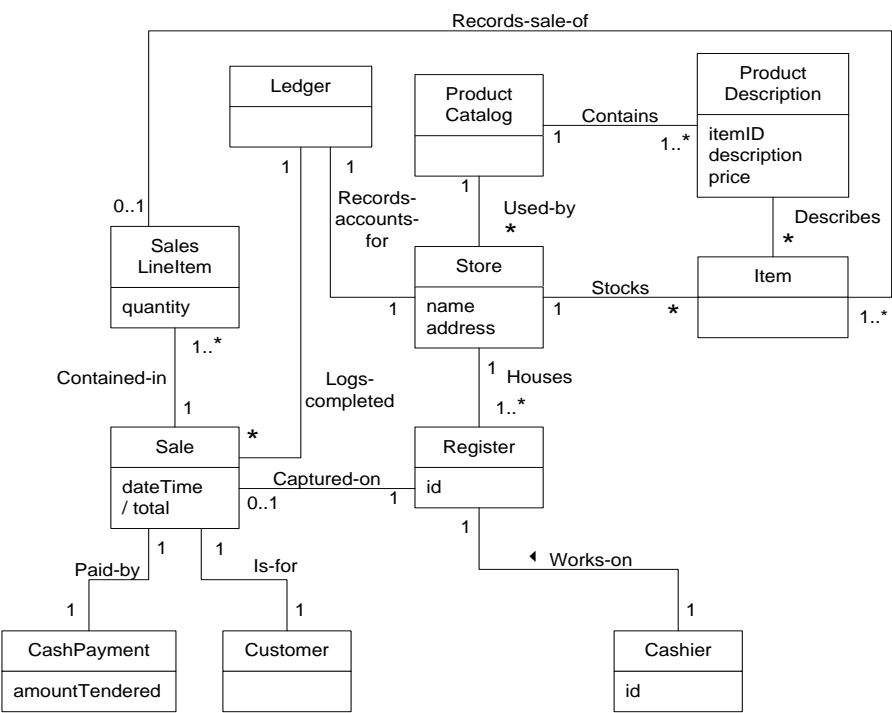 Records-sale-of
Ledger
Product
Catalog
Product
Description
itemID
description
price
Contains
1
1..*
1
1
1
Records-
accounts-
for
Used-by
*
Describes
*
0..1
Sales
LineItem
quantity
Store
name
address
Stocks
1
1
*
Item
1..*
1..*
Contained-in
1
Logs-
completed
*
1
Houses
1..*
Sale
dateTime
/ total
Captured-on
0..1
1
Register
id
1
1
1
Paid-by
Is-for
Works-on
1
1
1
CashPayment
amountTendered
Customer
Cashier
id